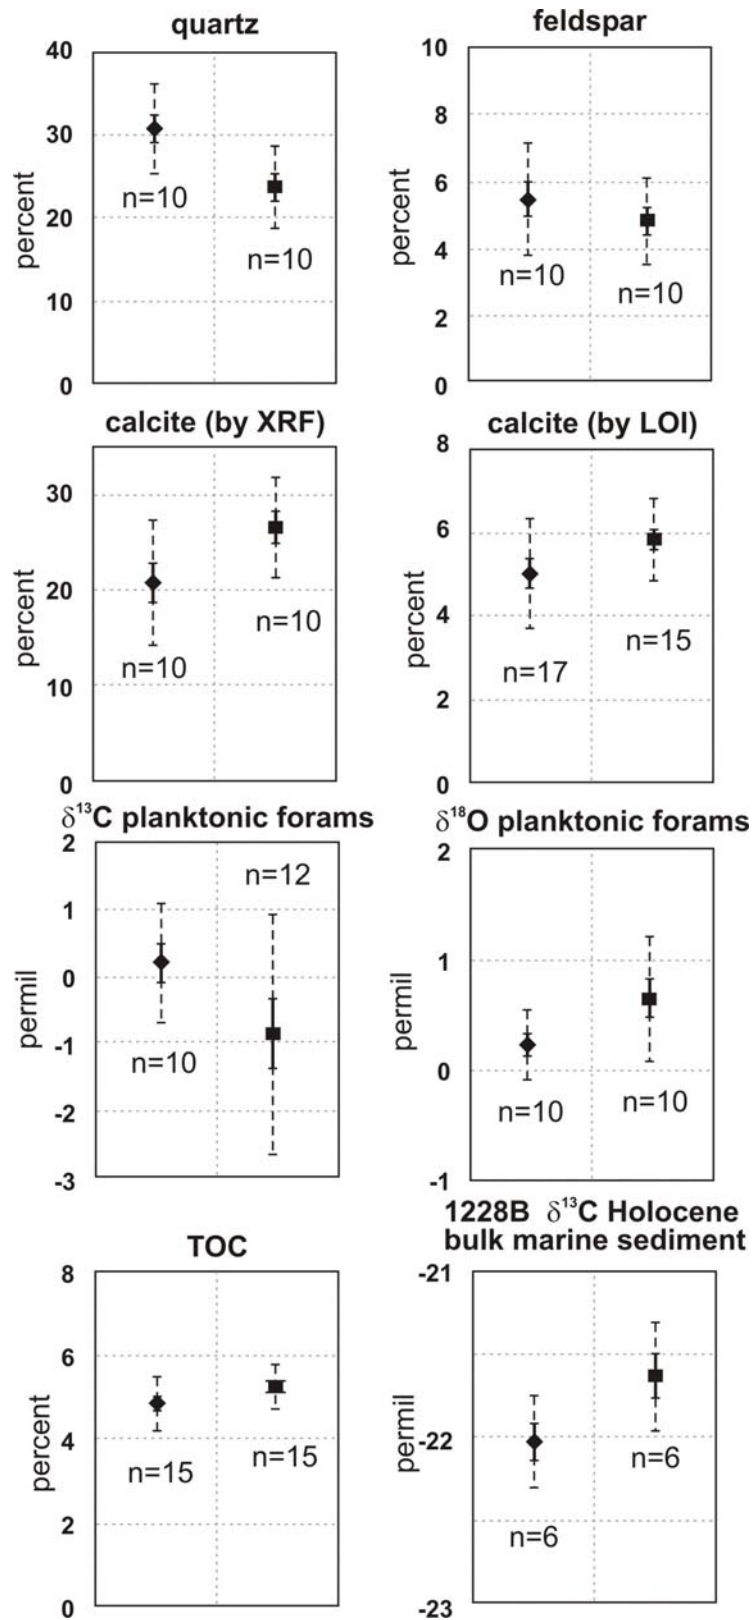 quartz
40
30
20
10
0
percent
n=10
n=10
feldspar
10
8
6
4
2
0
percent
n=10
n=10
calcite (by XRF)
30
20
10
0
percent
n=10
n=10
calcite (by LOI)
8
6
4
2
0
percent
n=17
n=15
δ¹³C planktonic forams
2
1
0
-1
-2
-3
permil
n=12
n=10
δ¹⁸O planktonic forams
2
1
0
-1
permil
n=10
n=10
TOC
8
6
4
2
0
percent
n=15
n=15
1228B δ¹³C Holocene
bulk marine sediment
-21
-22
-23
permil
n=6
n=6